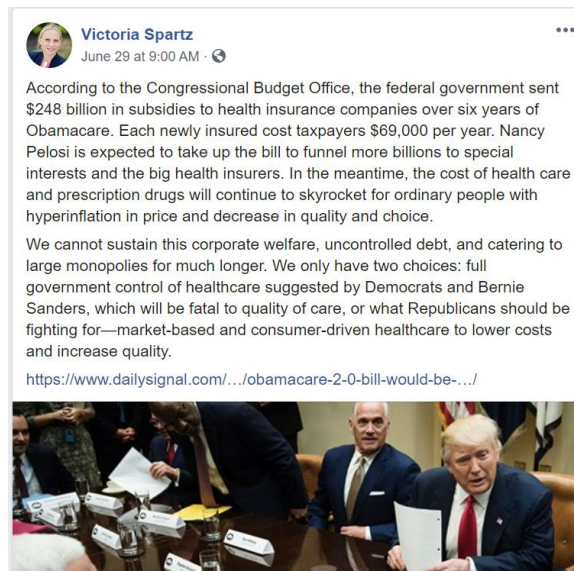 Victoria Spartz
June 29 at 9:00 AM ·
According to the Congressional Budget Office, the federal government sent
$248 billion in subsidies to health insurance companies over six years of
Obamacare. Each newly insured cost taxpayers $69,000 per year. Nancy
Pelosi is expected to take up the bill to funnel more billions to special
interests and the big health insurers. In the meantime, the cost of health care
and prescription drugs will continue to skyrocket for ordinary people with
hyperinflation in price and decrease in quality and choice.
We cannot sustain this corporate welfare, uncontrolled debt, and catering to
large monopolies for much longer. We only have two choices: full
government control of healthcare suggested by Democrats and Bernie
Sanders, which will be fatal to quality of care, or what Republicans should be
fighting for—market-based and consumer-driven healthcare to lower costs
and increase quality.
https://www.dailysignal.com/…/obamacare-2-0-bill-would-be-…/